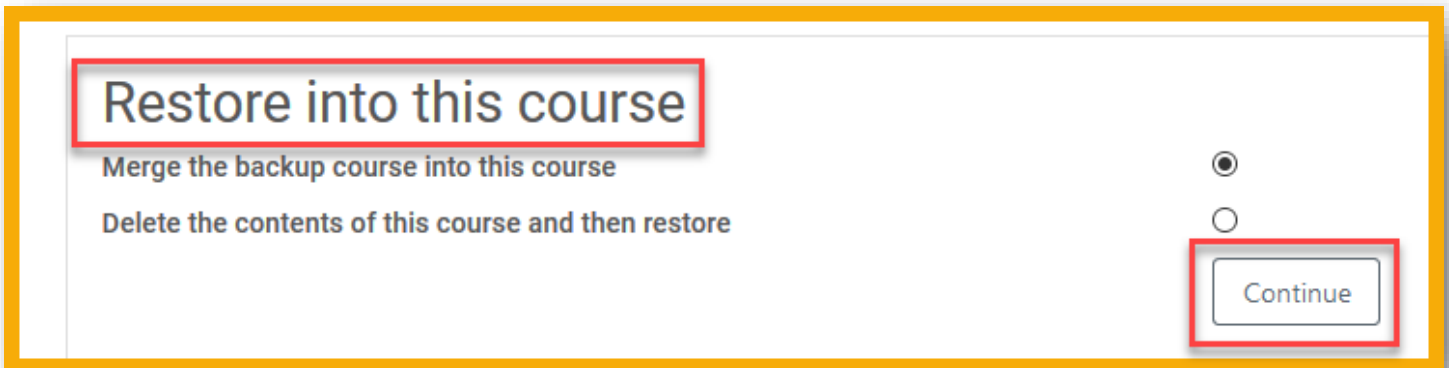 Restore into this course
Merge the backup course into this course
Delete the contents of this course and then restore
Continue